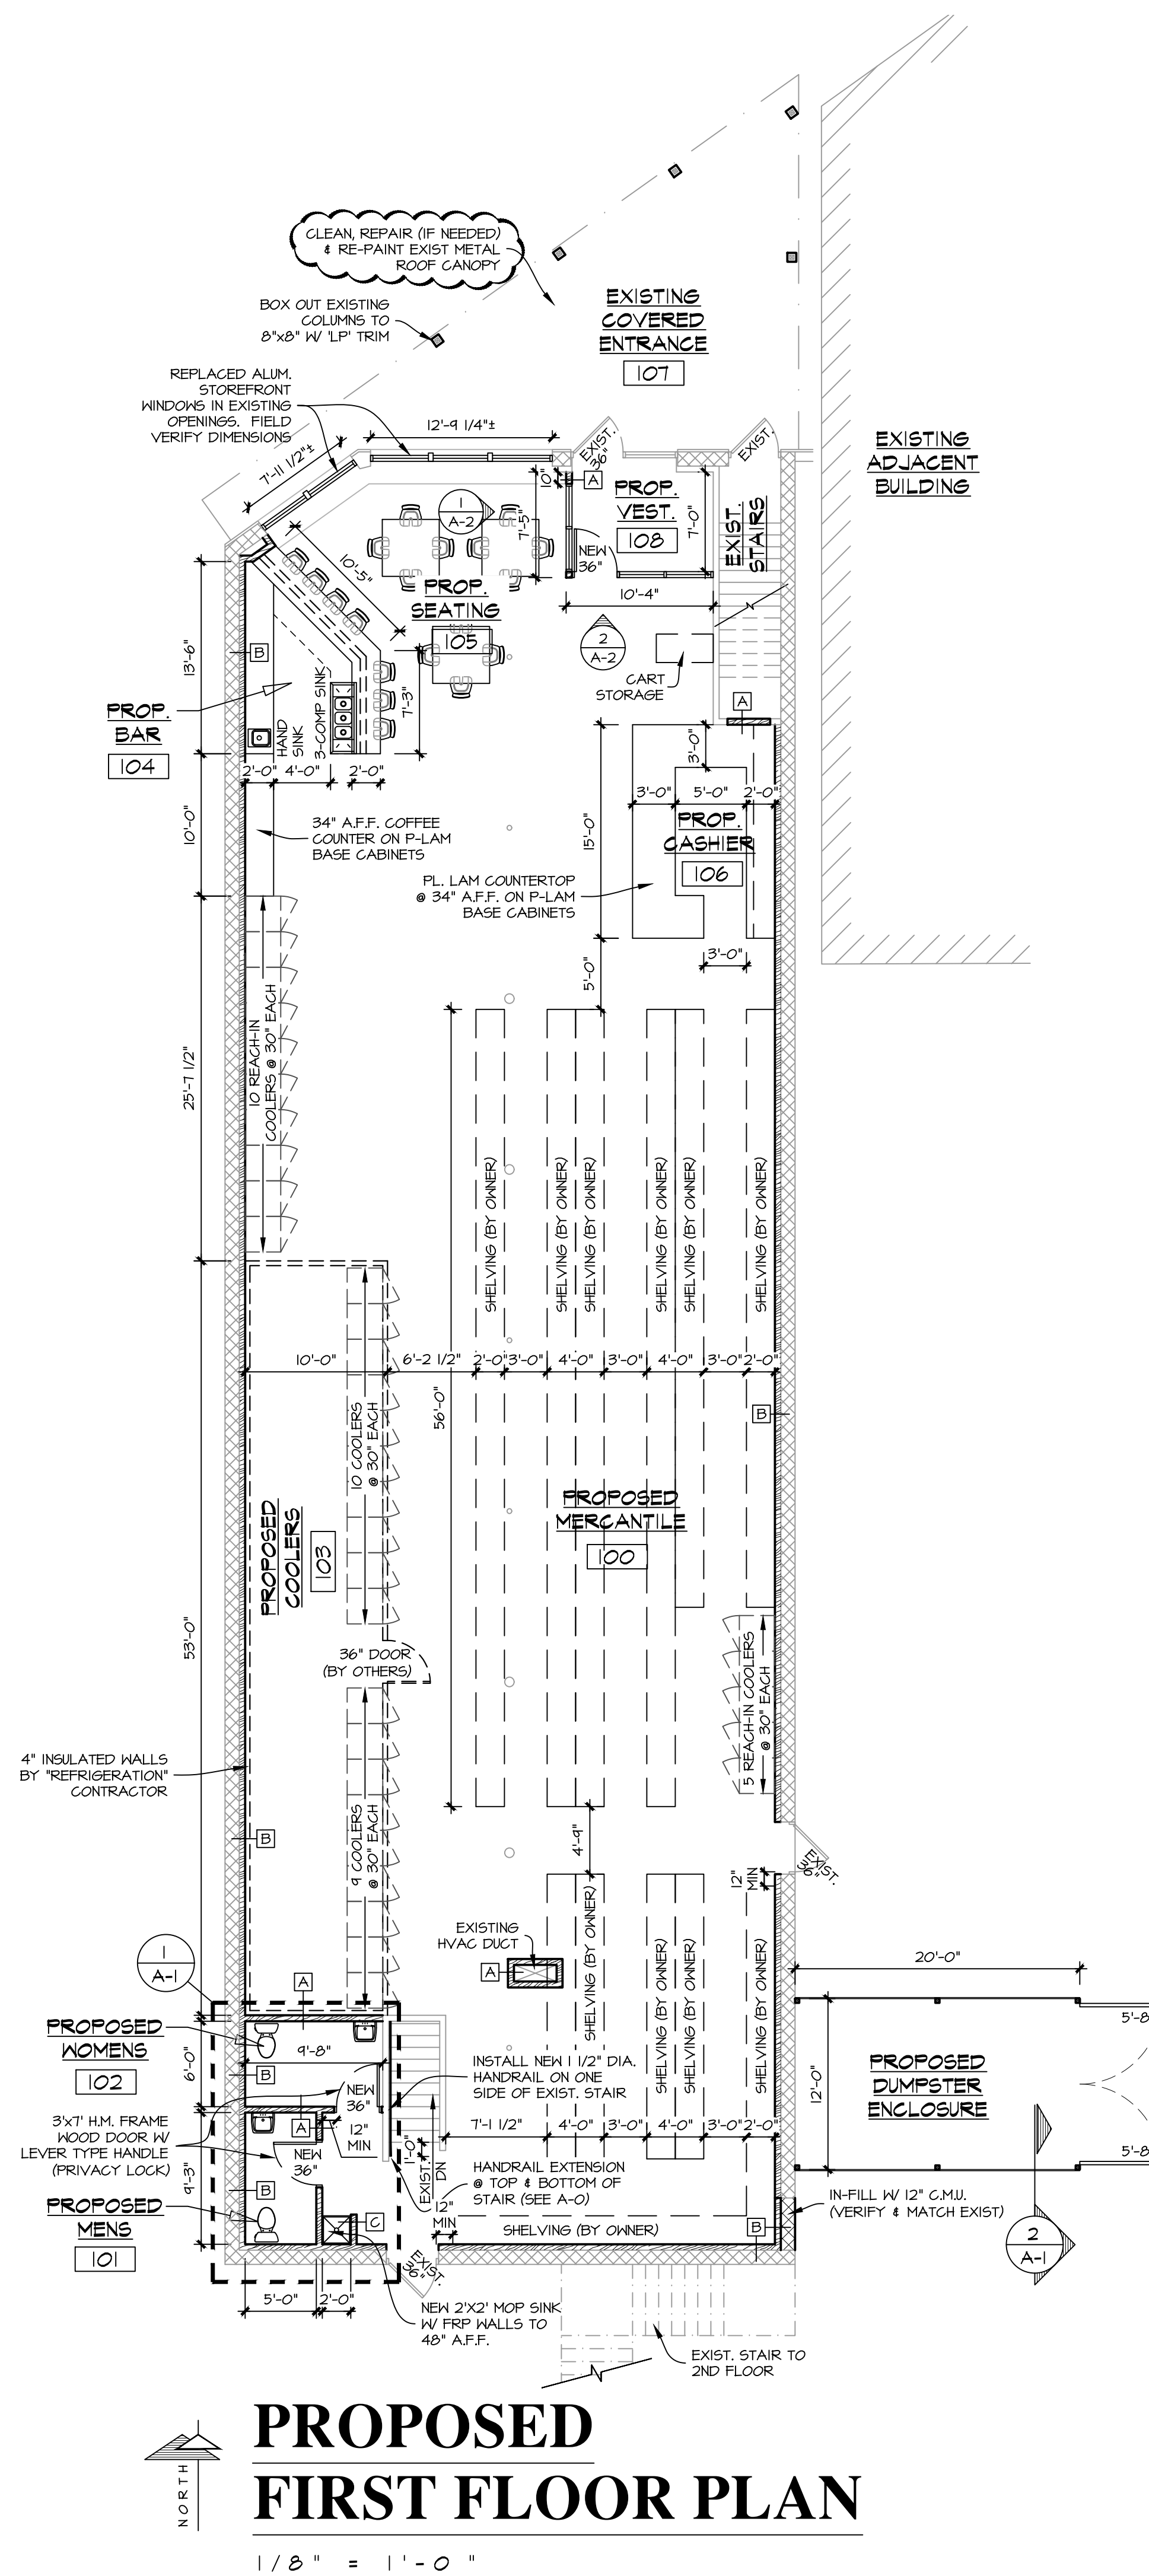 CLEAN, REPAIR (IF NEEDED)
& RE-PAINT EXIST METAL
ROOF CANOPY
BOX OUT EXISTING
COLUMNS TO
8"x8" W/ 'LP' TRIM
EXISTING
COVERED
ENTRANCE
107
REPLACED ALUM.
STOREFRONT
WINDOWS IN EXISTING
OPENINGS. FIELD
VERIFY DIMENSIONS
7'-11 1/2"±
12'-9 1/4"±
EXIST.
36"
EXIST.
EXISTING
ADJACENT
BUILDING
10"
A
PROP.
VEST.
108
7'-0"
EXIST.
STAIRS
1
A-2
7'-5"
NEW
36"
10'-5"
PROP.
SEATING
105
10'-4"
2
A-2
CART
STORAGE
13'-6"
B
PROP.
BAR
104
HAND
SINK
3-COMP SINK
7'-3"
A
2'-0"
4'-0"
2'-0"
3'-0"
3'-0"
5'-0"
2'-0"
PROP.
CASHIER
106
15'-0"
10'-0"
34" A.F.F. COFFEE
COUNTER ON P-LAM
BASE CABINETS
PL. LAM COUNTERTOP
@ 34" A.F.F. ON P-LAM
BASE CABINETS
3'-0"
5'-0"
25'-7 1/2"
10 REACH-IN
COOLERS @ 30" EACH
SHELVING (BY OWNER)
SHELVING (BY OWNER)
SHELVING (BY OWNER)
SHELVING (BY OWNER)
SHELVING (BY OWNER)
SHELVING (BY OWNER)
10'-0"
6'-2 1/2"
2'-0"
3'-0"
4'-0"
3'-0"
4'-0"
3'-0"
2'-0"
56'-0"
B
10 COOLERS
@ 30" EACH
PROPOSED
COOLERS
103
PROPOSED
MERCANTILE
100
53'-0"
36" DOOR
(BY OTHERS)
5 REACH-IN COOLERS
@ 30" EACH
4" INSULATED WALLS
BY "REFRIGERATION"
CONTRACTOR
B
9 COOLERS
@ 30" EACH
4'-9"
EXIST.
36"
12"
MIN
EXISTING
HVAC DUCT
A
SHELVING (BY OWNER)
SHELVING (BY OWNER)
SHELVING (BY OWNER)
SHELVING (BY OWNER)
20'-0"
1
A-1
A
PROPOSED
WOMENS
102
6'-0"
9'-8"
B
NEW
36"
INSTALL NEW 1 1/2" DIA.
HANDRAIL ON ONE
SIDE OF EXIST. STAIR
12'-0"
PROPOSED
DUMPSTER
ENCLOSURE
5'-8
5'-8
3'x7' H.M. FRAME
WOOD DOOR W/
LEVER TYPE HANDLE
(PRIVACY LOCK)
A
12"
MIN
NEW
36"
1'-0"
EXIST.
DN
7'-1 1/2"
4'-0"
3'-0"
4'-0"
3'-0"
2'-0"
HANDRAIL EXTENSION
@ TOP & BOTTOM OF
STAIR (SEE A-0)
9'-3"
B
PROPOSED
MENS
101
C
12"
MIN
SHELVING (BY OWNER)
B
IN-FILL W/ 12" C.M.U.
(VERIFY & MATCH EXIST)
2
A-1
EXIST.
36"
5'-0"
2'-0"
NEW 2'X2' MOP SINK
W/ FRP WALLS TO
48" A.F.F.
EXIST. STAIR TO
2ND FLOOR
NORTH
PROPOSED
FIRST FLOOR PLAN
1/8" = 1'-0"